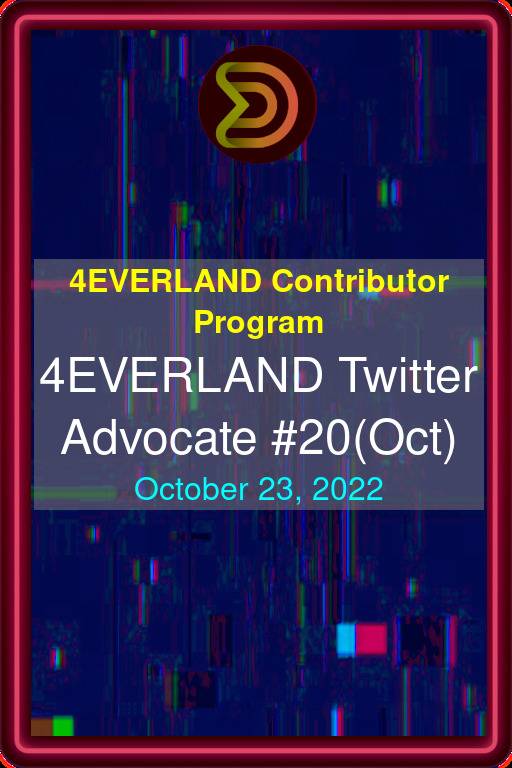 4EVERLAND Contributor
Program
4EVERLAND Twitter
Advocate #20(Oct)
October 23, 2022